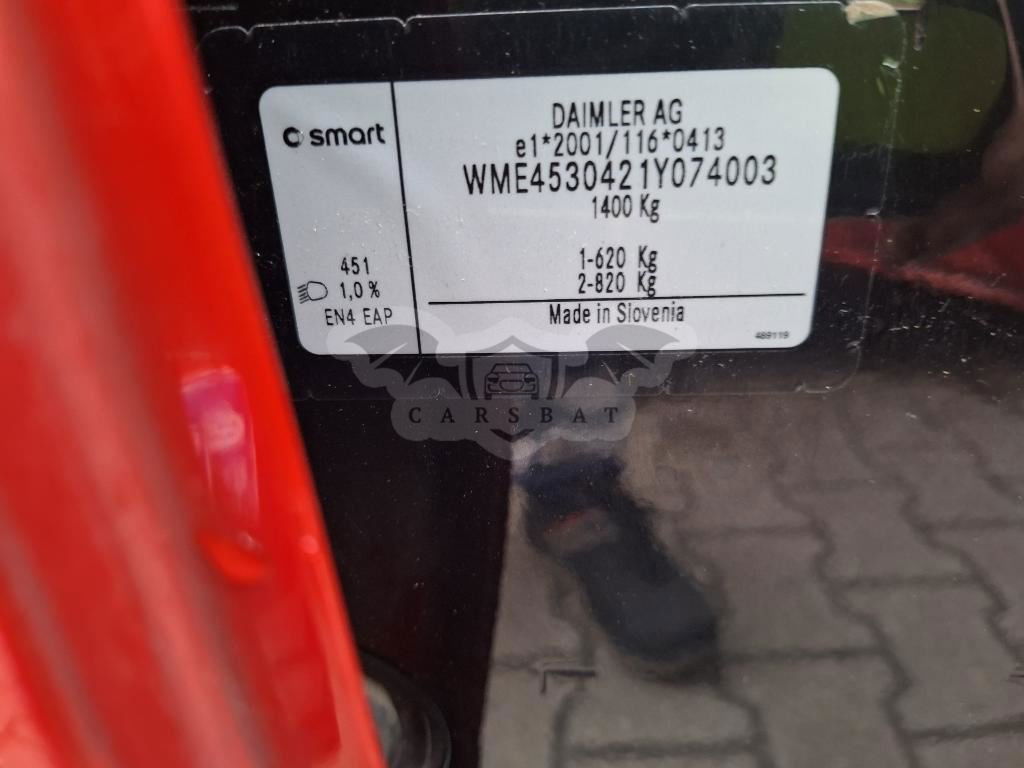 smart
451
1,0 %
EN4 EAP
DAIMLER AG
e1*2001/116*0413
WME4530421Y074003
1400 Kg
1-620 Kg
2-820 Kg
Made in Slovenia
489119
CARSBAT